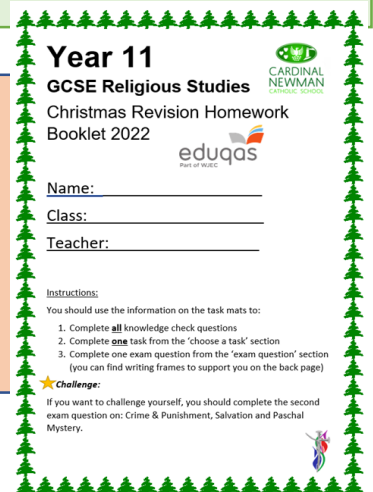 Year 11
GCSE Religious Studies
CARDINAL
NEWMAN
CATHOLIC SCHOOL
Christmas Revision Homework
Booklet 2022
eduqas
Part of WJEC
Name:
Class:
Teacher:
Instructions:
You should use the information on the task mats to:
1. Complete all knowledge check questions
2. Complete one task from the ‘choose a task’ section
3. Complete one exam question from the ‘exam question’ section
(you can find writing frames to support you on the back page)
Challenge:
If you want to challenge yourself, you should complete the second
exam question on: Crime & Punishment, Salvation and Paschal
Mystery.